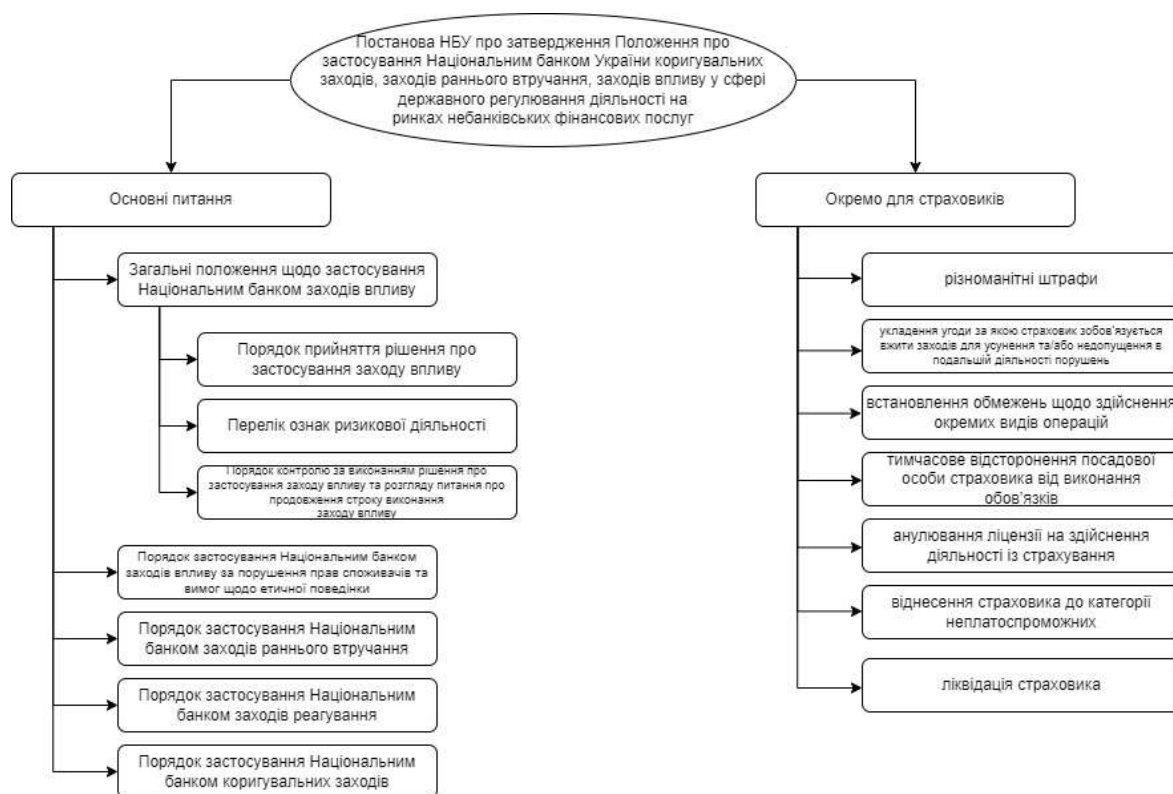 Постанова НБУ про затвердження Положення про
застосування Національним банком України коригувальних
заходів, заходів раннього втручання, заходів впливу у сфері
державного регулювання діяльності на
ринках небанківських фінансових послуг
Основні питання
Загальні положення щодо застосування
Національним банком заходів впливу
Порядок прийняття рішення про
застосування заходу впливу
Перелік ознак ризикової діяльності
Порядок контролю за виконанням рішення про
застосування заходу впливу та розгляду питання про
продовження строку виконання
заходу впливу
Порядок застосування Національним банком
заходів впливу за порушення прав споживачів та
вимог щодо етичної поведінки
Порядок застосування Національним
банком заходів раннього втручання
Порядок застосування Національним
банком заходів реагування
Порядок застосування Національним
банком коригувальних заходів
Окремо для страховиків
різноманітні штрафи
укладення угоди за якою страховик зобов'язується
вжити заходів для усунення та/або недопущення в
подальшій діяльності порушень
встановлення обмежень щодо здійснення
окремих видів операцій
тимчасове відсторонення посадової
особи страховика від виконання
обов'язків
анулювання ліцензії на здійснення
діяльності із страхування
віднесення страховика до категорії
неплатоспроможних
ліквідація страховика